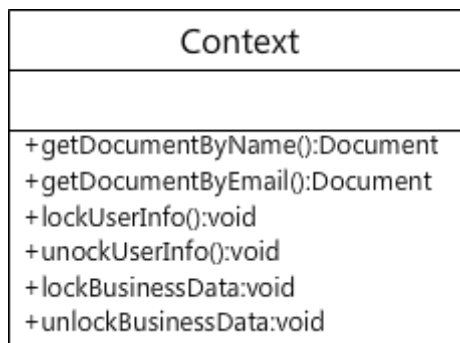 Context
+getDocumentByName():Document
+getDocumentByEmail():Document
+lockUserInfo():void
+unockUserInfo():void
+lockBusinessData:void
+unlockBusinessData:void